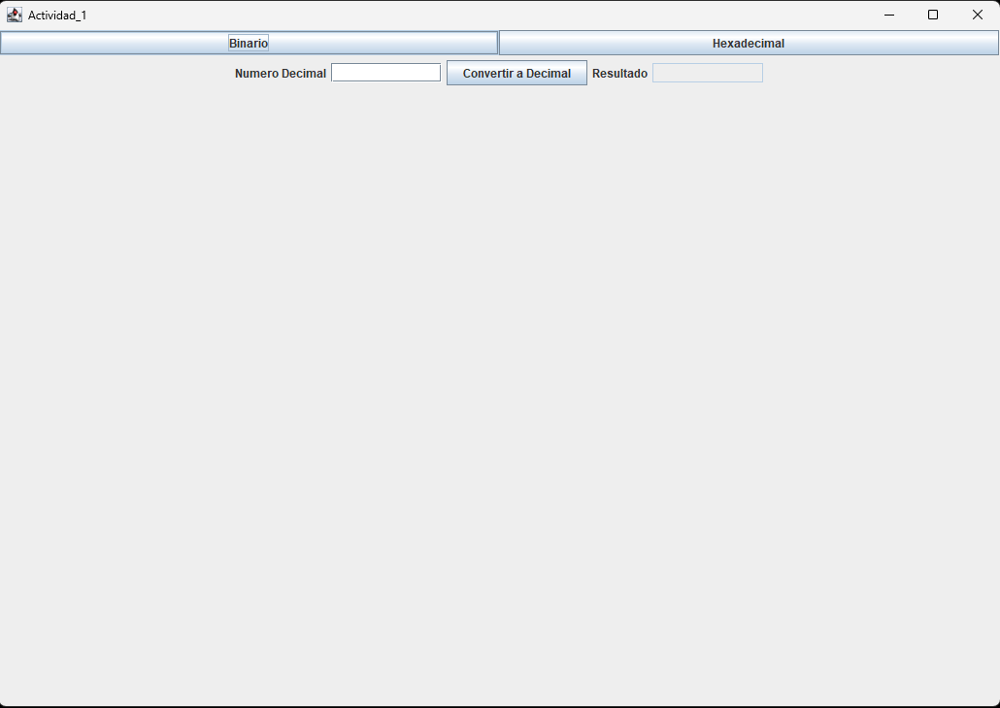 Actividad_1
Binario Hexadecimal
Numero Decimal Convertir a Decimal Resultado